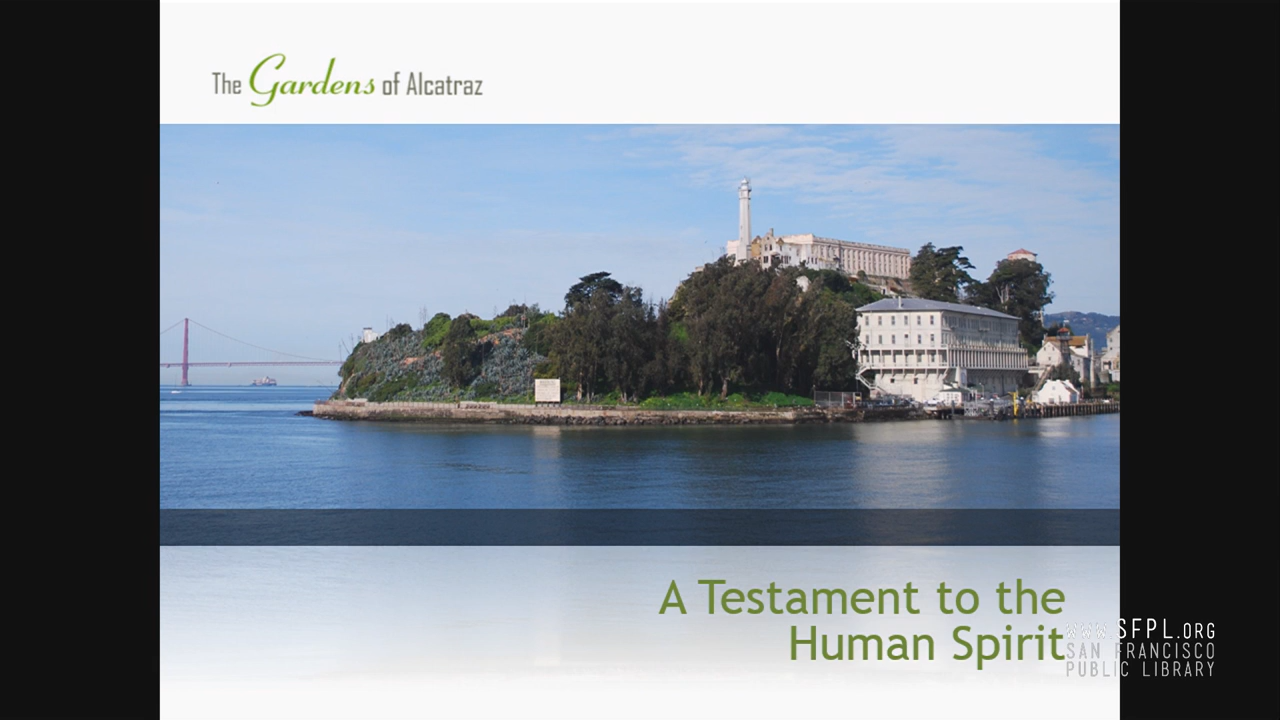 The Gardens of Alcatraz
A Testament to the
Human Spirit
WWW.SFPL.ORG
SAN FRANCISCO
PUBLIC LIBRARY